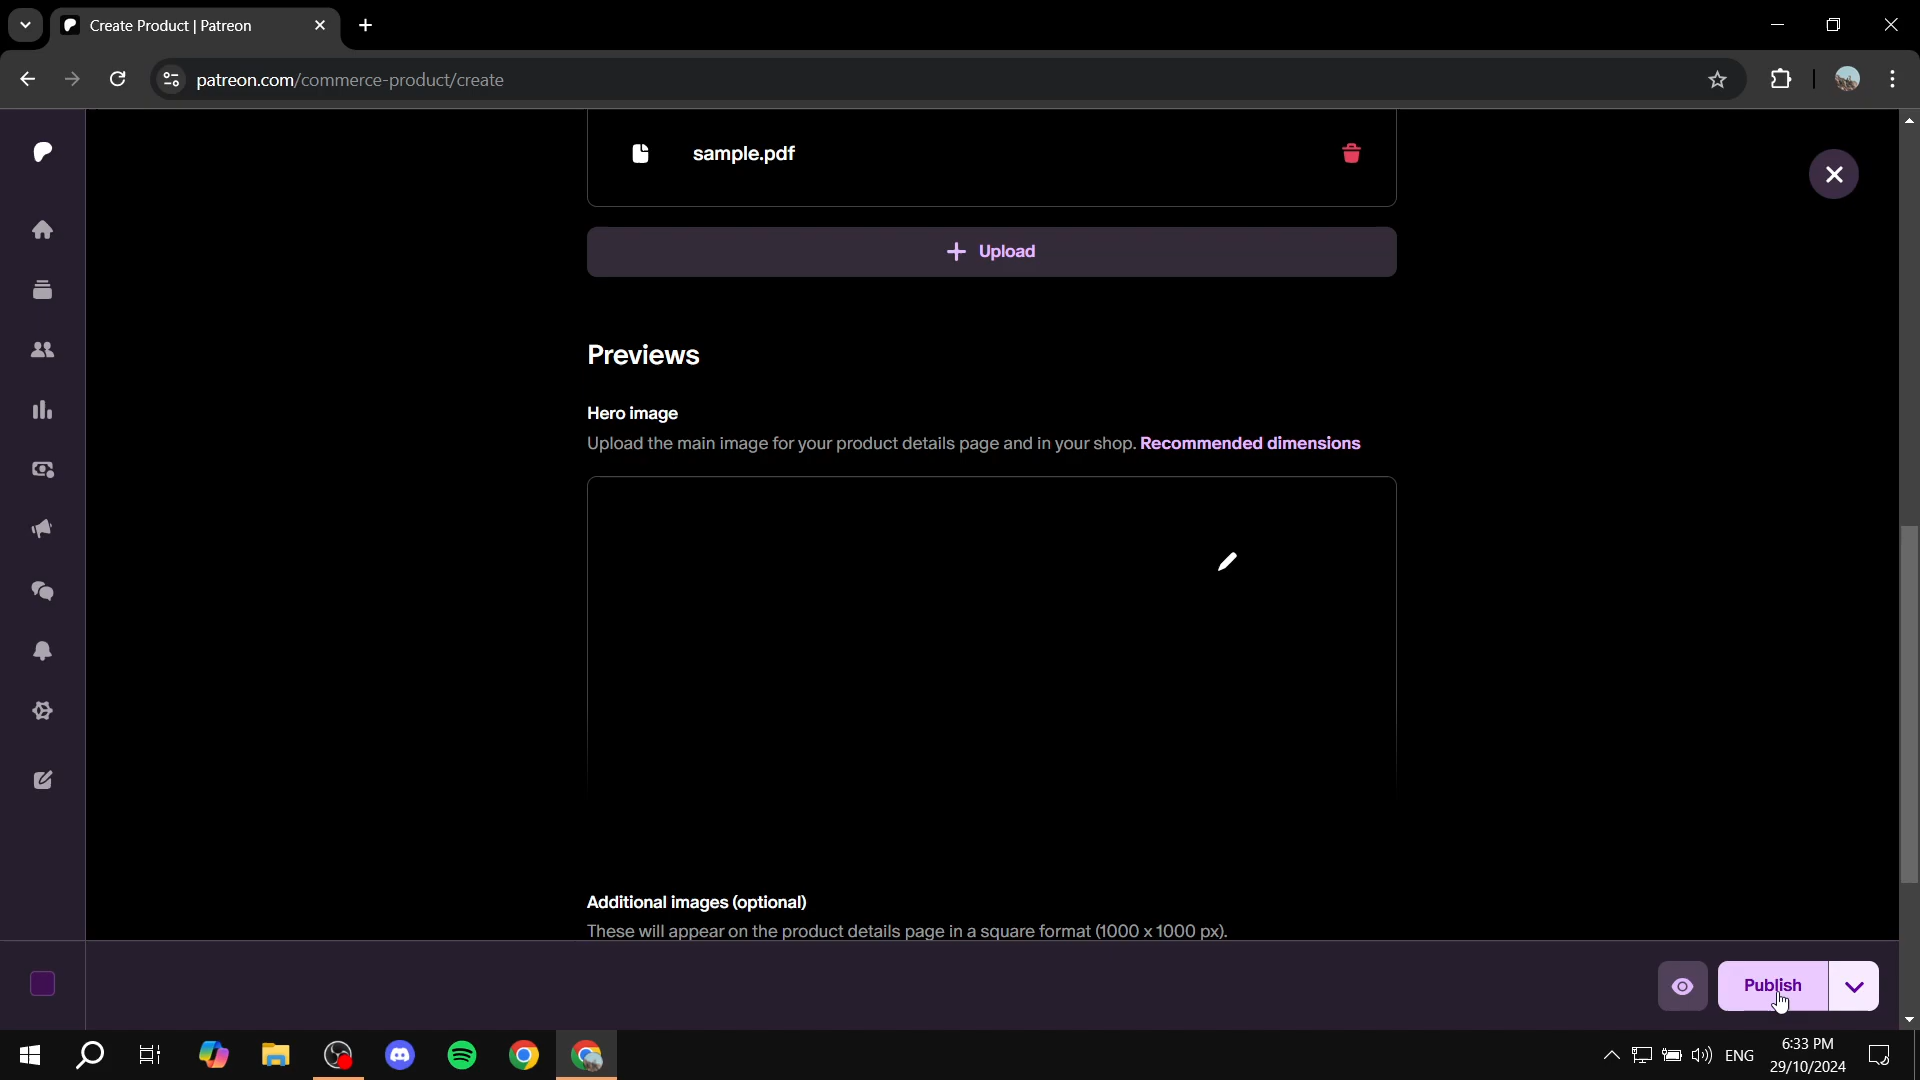 Create Product | Patreon
patreon.com/commerce-product/create
sample.pdf
Upload
Previews
Hero image
Upload the main image for your product details page and in your shop. Recommended dimensions
Additional images (optional)
These will appear on the product details page in a square format (1000 x 1000 px).
Publish
ENG
6:33 PM
29/10/2024